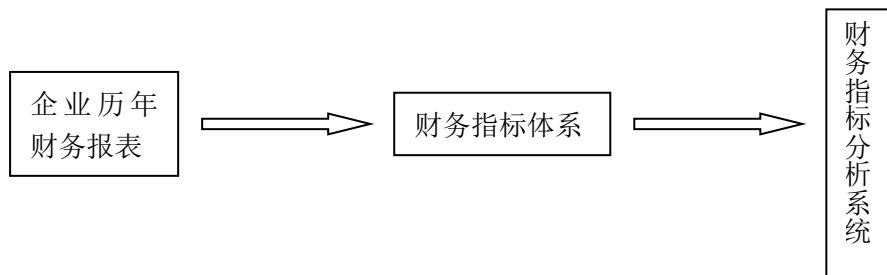 企业历年
财务报表
财务指标体系
财务指标分析系统